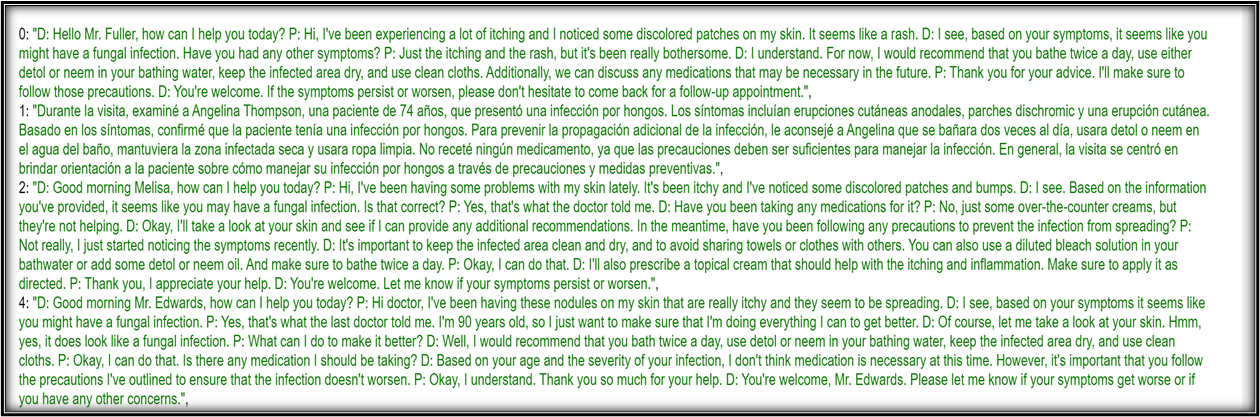 0: "D: Hello Mr. Fuller, how can I help you today? P: Hi, I've been experiencing a lot of itching and I noticed some discolored patches on my skin. It seems like a rash. D: I see, based on your symptoms, it seems like you
might have a fungal infection. Have you had any other symptoms? P: Just the itching and the rash, but it's been really bothersome. D: I understand. For now, I would recommend that you bathe twice a day, use either
detol or neem in your bathing water, keep the infected area dry, and use clean cloths. Additionally, we can discuss any medications that may be necessary in the future. P: Thank you for your advice. I'll make sure to
follow those precautions. D: You're welcome. If the symptoms persist or worsen, please don't hesitate to come back for a follow-up appointment.",
1: "Durante la visita, examiné a Angelina Thompson, una paciente de 74 años, que presentó una infección por hongos. Los síntomas incluían erupciones cutáneas anodales, parches dischromic y una erupción cutánea.
Basado en los síntomas, confirmé que la paciente tenía una infección por hongos. Para prevenir la propagación adicional de la infección, le aconsejé a Angelina que se bañara dos veces al día, usara detol o neem en
el agua del baño, mantuviera la zona infectada seca y usara ropa limpia. No receté ningún medicamento, ya que las precauciones deben ser suficientes para manejar la infección. En general, la visita se centró en
brindar orientación a la paciente sobre cómo manejar su infección por hongos a través de precauciones y medidas preventivas.",
2: "D: Good morning Melisa, how can I help you today? P: Hi, I've been having some problems with my skin lately. It's been itchy and I've noticed some discolored patches and bumps. D: I see. Based on the information
you've provided, it seems like you may have a fungal infection. Is that correct? P: Yes, that's what the doctor told me. D: Have you been taking any medications for it? P: No, just some over-the-counter creams, but
they're not helping. D: Okay, I'll take a look at your skin and see if I can provide any additional recommendations. In the meantime, have you been following any precautions to prevent the infection from spreading? P:
Not really, I just started noticing the symptoms recently. D: It's important to keep the infected area clean and dry, and to avoid sharing towels or clothes with others. You can also use a diluted bleach solution in your
bathwater or add some detol or neem oil. And make sure to bathe twice a day. P: Okay, I can do that. D: I'll also prescribe a topical cream that should help with the itching and inflammation. Make sure to apply it as
directed. P: Thank you, I appreciate your help. D: You're welcome. Let me know if your symptoms persist or worsen.",
4: "D: Good morning Mr. Edwards, how can I help you today? P: Hi doctor, I've been having these nodules on my skin that are really itchy and they seem to be spreading. D: I see, based on your symptoms it seems like
you might have a fungal infection. P: Yes, that's what the last doctor told me. I'm 90 years old, so I just want to make sure that I'm doing everything I can to get better. D: Of course, let me take a look at your skin. Hmm,
yes, it does look like a fungal infection. P: What can I do to make it better? D: Well, I would recommend that you bath twice a day, use detol or neem in your bathing water, keep the infected area dry, and use clean
cloths. P: Okay, I can do that. Is there any medication I should be taking? D: Based on your age and the severity of your infection, I don't think medication is necessary at this time. However, it's important that you follow
the precautions I've outlined to ensure that the infection doesn't worsen. P: Okay, I understand. Thank you so much for your help. D: You're welcome, Mr. Edwards. Please let me know if your symptoms get worse or if
you have any other concerns.",